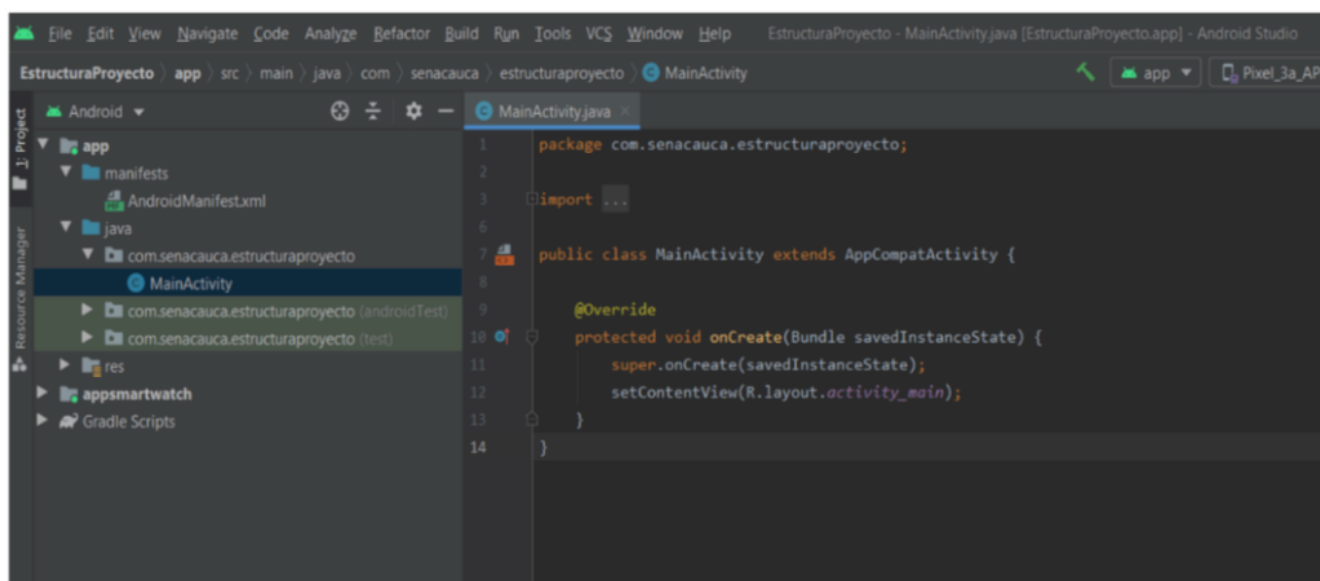 File Edit View Navigate Code Analyze Refactor Build Run Tools VCS Window Help EstructuraProyecto - MainActivity.java [EstructuraProyecto.app] - Android Studio
EstructuraProyecto app src main java com senacauca estructuraproyecto MainActivity app Pixel_3a_AP
1: Project
Resource Manager
Android
app
manifests
AndroidManifest.xml
java
com.senacauca.estructuraproyecto
MainActivity
com.senacauca.estructuraproyecto (androidTest)
com.senacauca.estructuraproyecto (test)
res
appsmartwatch
Gradle Scripts
MainActivity.java
1 package com.senacauca.estructuraproyecto;
2
3 import ...
6
7 public class MainActivity extends AppCompatActivity {
8
9 @Override
10 protected void onCreate(Bundle savedInstanceState) {
11 super.onCreate(savedInstanceState);
12 setContentView(R.layout.activity_main);
13 }
14 }